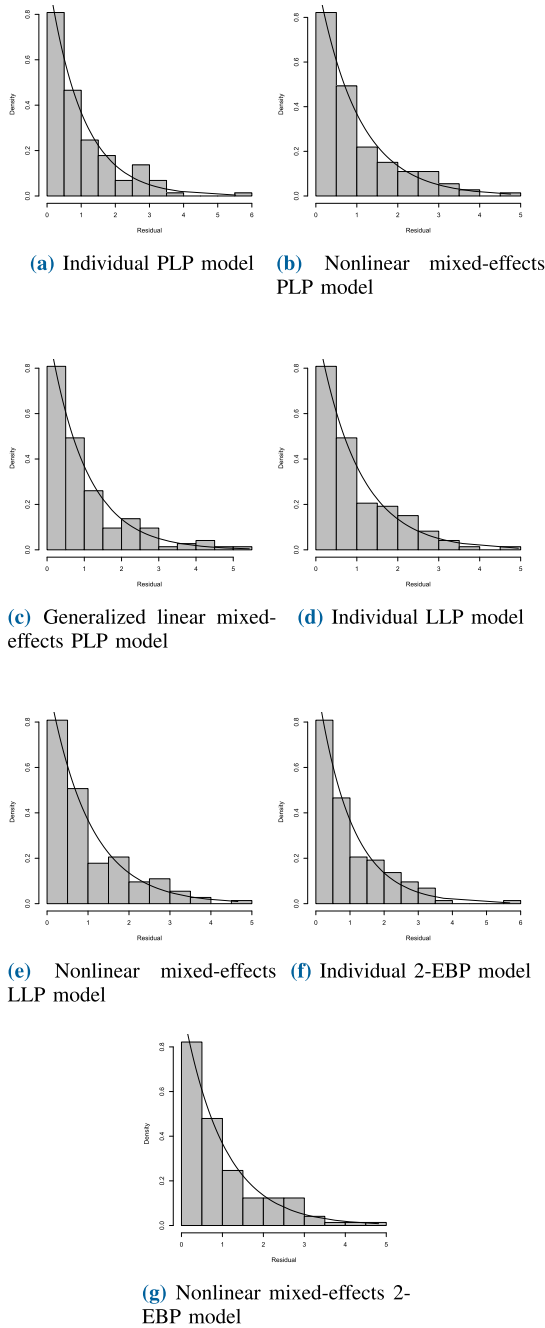 0.8
0.6
0.4
0.2
0.0
Density
0 1 2 3 4 5 6
Residual
0.8
0.6
0.4
0.2
0.0
Density
0 1 2 3 4 5
Residual
(a) Individual PLP model
(b) Nonlinear mixed-effects
PLP model
0.8
0.6
0.4
0.2
0.0
Density
0 1 2 3 4 5
Residual
0.8
0.6
0.4
0.2
0.0
Density
0 1 2 3 4 5
Residual
(c) Generalized linear mixed-
effects PLP model
(d) Individual LLP model
0.8
0.6
0.4
0.2
0.0
Density
0 1 2 3 4 5
Residual
0.8
0.6
0.4
0.2
0.0
Density
0 1 2 3 4 5 6
Residual
(e) Nonlinear mixed-effects
LLP model
(f) Individual 2-EBP model
0.8
0.6
0.4
0.2
0.0
Density
0 1 2 3 4 5
Residual
(g) Nonlinear mixed-effects 2-
EBP model